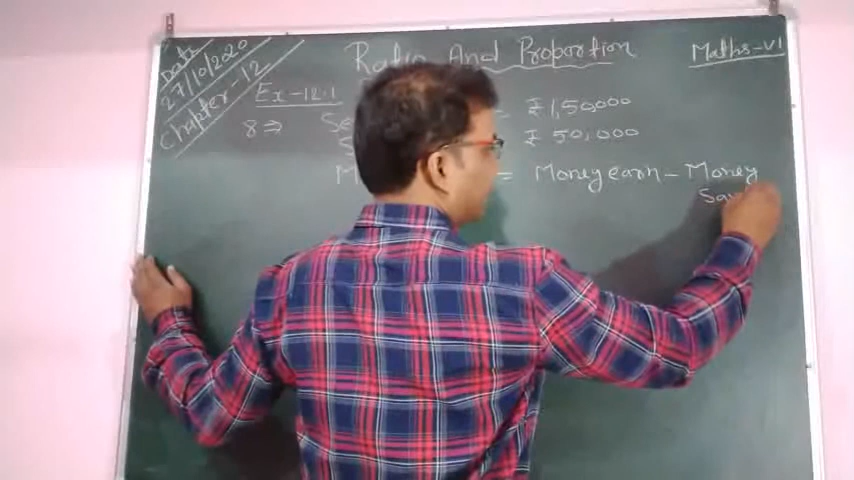 Date
27/10/2020
Chapter-12
Ratio And Proportion
Maths-VI
Ex-12.1
8⇒
= ₹1,50000
₹ 50,000
= Money earn - Money